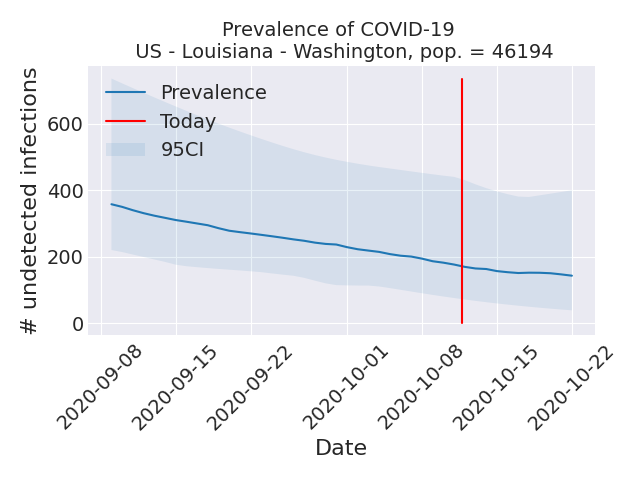 Prevalence of COVID-19
US - Louisiana - Washington, pop. = 46194
# undetected infections
600
400
200
0
Prevalence
Today
95CI
2020-09-08
2020-09-15
2020-09-22
2020-10-01
2020-10-08
2020-10-15
2020-10-22
Date